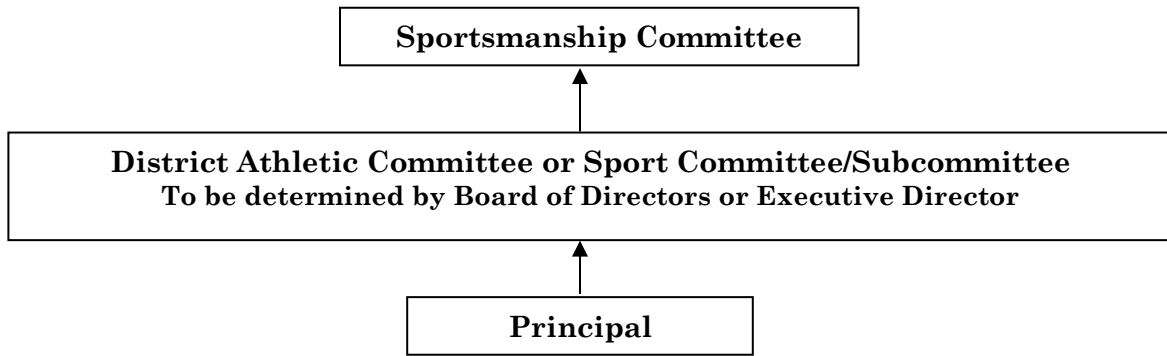 Sportsmanship Committee
District Athletic Committee or Sport Committee/Subcommittee
To be determined by Board of Directors or Executive Director
Principal